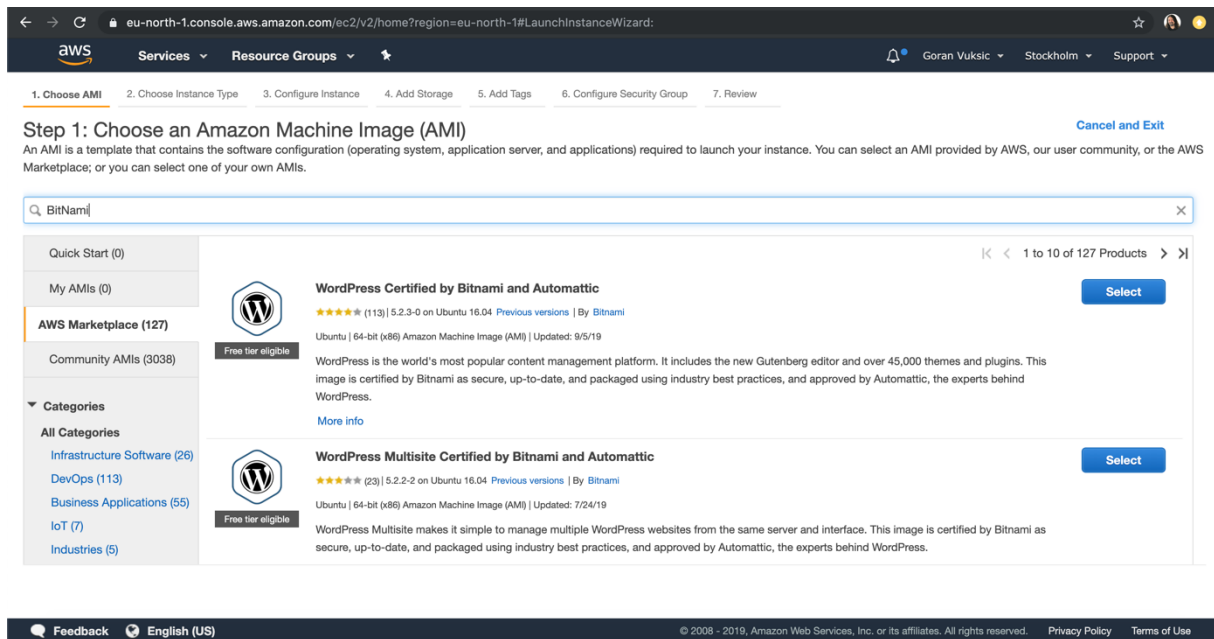 eu-north-1.console.aws.amazon.com/ec2/v2/home?region=eu-north-1#LaunchInstanceWizard:
aws Services Resource Groups Goran Vuksic Stockholm Support
1. Choose AMI 2. Choose Instance Type 3. Configure Instance 4. Add Storage 5. Add Tags 6. Configure Security Group 7. Review
Step 1: Choose an Amazon Machine Image (AMI)
Cancel and Exit
An AMI is a template that contains the software configuration (operating system, application server, and applications) required to launch your instance. You can select an AMI provided by AWS, our user community, or the AWS
Marketplace; or you can select one of your own AMIs.
BitNami
Quick Start (0)
My AMIs (0)
AWS Marketplace (127)
Community AMIs (3038)
Categories
All Categories
Infrastructure Software (26)
DevOps (113)
Business Applications (55)
IoT (7)
Industries (5)
1 to 10 of 127 Products
WordPress Certified by Bitnami and Automattic
Select
(113) | 5.2.3-0 on Ubuntu 16.04 Previous versions | By Bitnami
Ubuntu | 64-bit (x86) Amazon Machine Image (AMI) | Updated: 9/5/19
Free tier eligible
WordPress is the world's most popular content management platform. It includes the new Gutenberg editor and over 45,000 themes and plugins. This
image is certified by Bitnami as secure, up-to-date, and packaged using industry best practices, and approved by Automattic, the experts behind
WordPress.
More info
WordPress Multisite Certified by Bitnami and Automattic
Select
(23) | 5.2.2-2 on Ubuntu 16.04 Previous versions | By Bitnami
Ubuntu | 64-bit (x86) Amazon Machine Image (AMI) | Updated: 7/24/19
Free tier eligible
WordPress Multisite makes it simple to manage multiple WordPress websites from the same server and interface. This image is certified by Bitnami as
secure, up-to-date, and packaged using industry best practices, and approved by Automattic, the experts behind WordPress.
Feedback English (US) © 2008 - 2019, Amazon Web Services, Inc. or its affiliates. All rights reserved. Privacy Policy Terms of Use